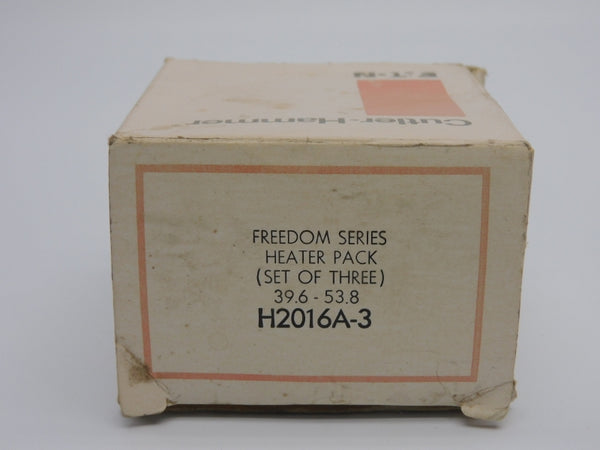 E·T·N
Cutler-Hammer
FREEDOM SERIES
HEATER PACK
(SET OF THREE)
39.6 - 53.8
H2016A-3